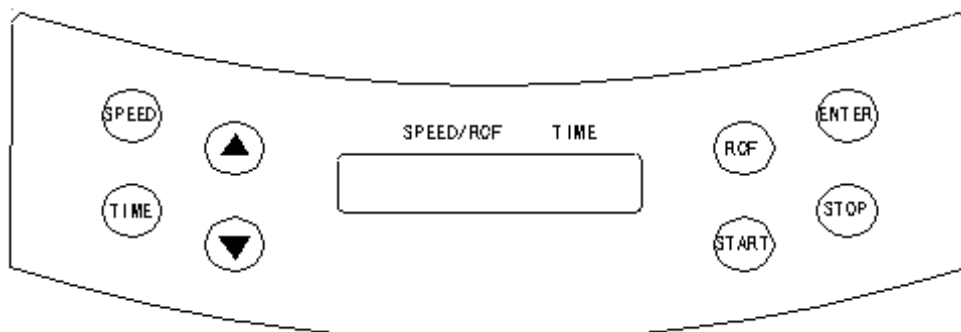 SPEED
TIME
SPEED/RCF TIME
RCF
START
ENTER
STOP